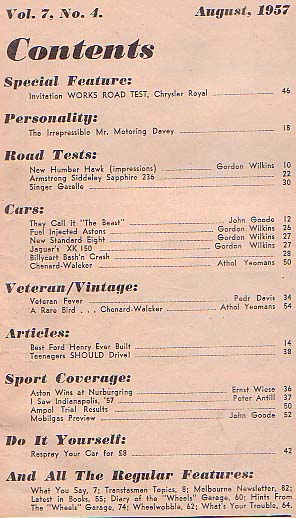 Vol. 7, No. 4. August, 1957
Contents
Special Feature:
Invitation WORKS ROAD TEST, Chrysler Royal 46
Personality:
The Irrepressible Mr. Motoring Davey 18
Road Tests:
New Humber Hawk (impressions) Gordon Wilkins 10
Armstrong Siddeley Sapphire 236 22
Singer Gazelle 30
Cars:
They Call it "The Beast" John Goode 12
Fuel Injected Astons Gordon Wilkins 26
New Standard Eight Gordon Wilkins 27
Jaguar's XK 150 Gordon Wilkins 27
Billycart Bash'n Crash 28
Chenard-Walcker Athol Yeomans 50
Veteran/Vintage:
Veteran Fever Pedr Davis 34
A Rare Bird . . . Chenard-Walcker Athol Yeomans 54
Articles:
Best Ford Henry Ever Built 14
Teenagers SHOULD Drive! 38
Sport Coverage:
Aston Wins at Nurburgring Ernst Wiese 36
I Saw Indianapolis, '57 Peter Antill 37
Ampol Trial Results 50
Mobilgas Preview John Goode 52
Do It Yourself:
Respray Your Car for £8 42
And All The Regular Features:
What You Say, 7; Transtasman Topics, 8; Melbourne Newsletter, 82;
Latest in Books, 55; Diary of the "Wheels" Garage, 60; Hints From
The "Wheels" Garage, 74; Wheelwobble, 62; What's Your Trouble, 64.